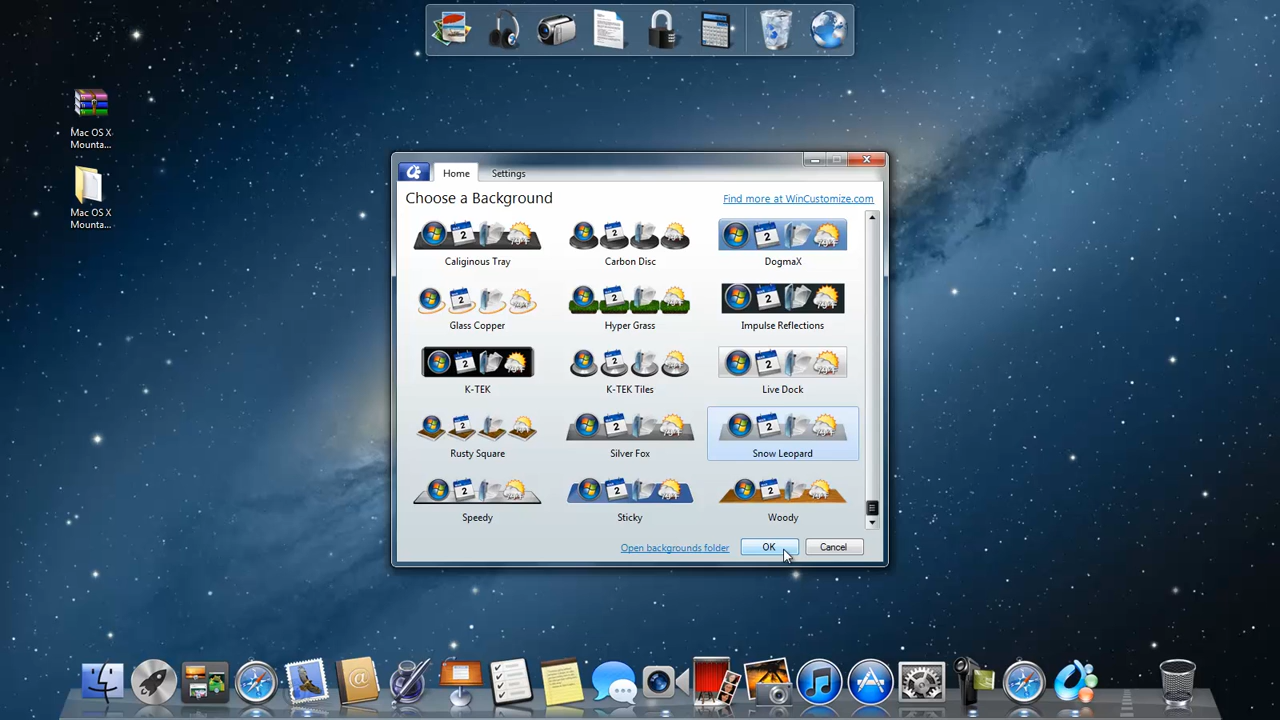 Mac OS X
Mounta...
Mac OS X
Mounta...
Home
Settings
Choose a Background
Find more at WinCustomize.com
Caliginous Tray
Carbon Disc
DogmaX
Glass Copper
Hyper Grass
Impulse Reflections
K-TEK
K-TEK Tiles
Live Dock
Rusty Square
Silver Fox
Snow Leopard
Speedy
Sticky
Woody
Open backgrounds folder
OK
Cancel